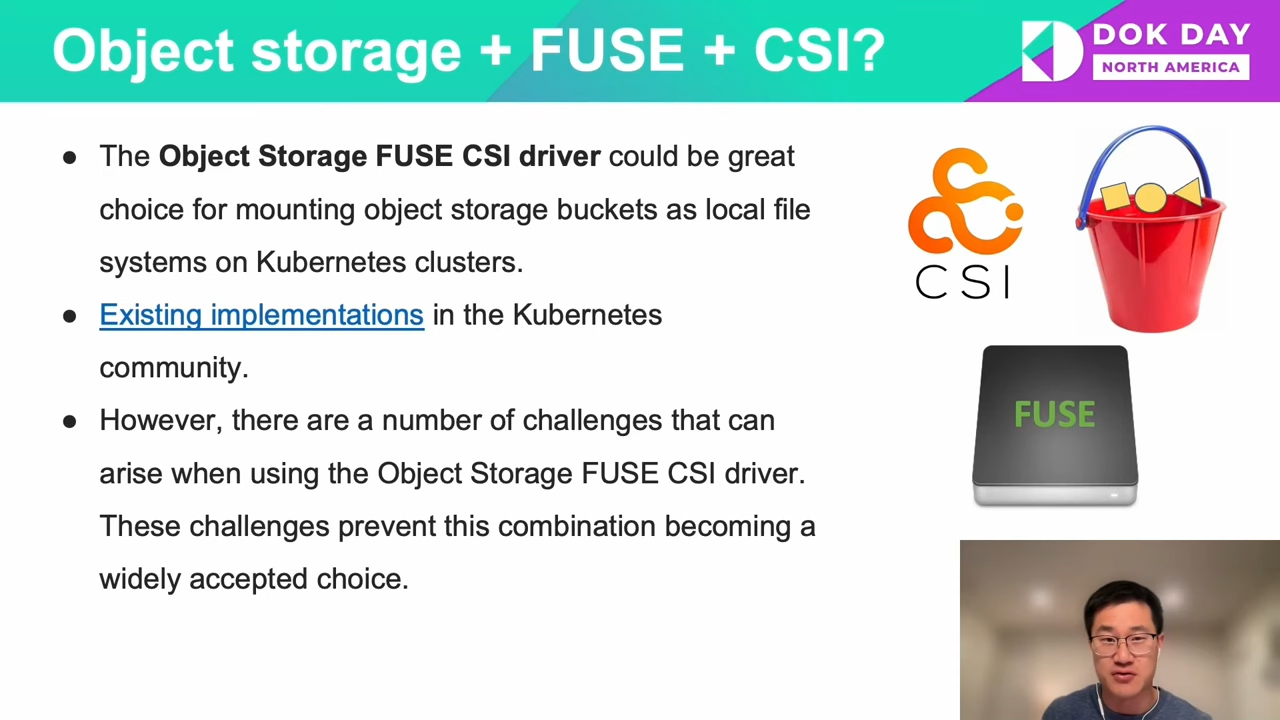 Object storage + FUSE + CSI?
DOK DAY
NORTH AMERICA
● The Object Storage FUSE CSI driver could be great
choice for mounting object storage buckets as local file
systems on Kubernetes clusters.
● Existing implementations in the Kubernetes
community.
● However, there are a number of challenges that can
arise when using the Object Storage FUSE CSI driver.
These challenges prevent this combination becoming a
widely accepted choice.
CSI
FUSE